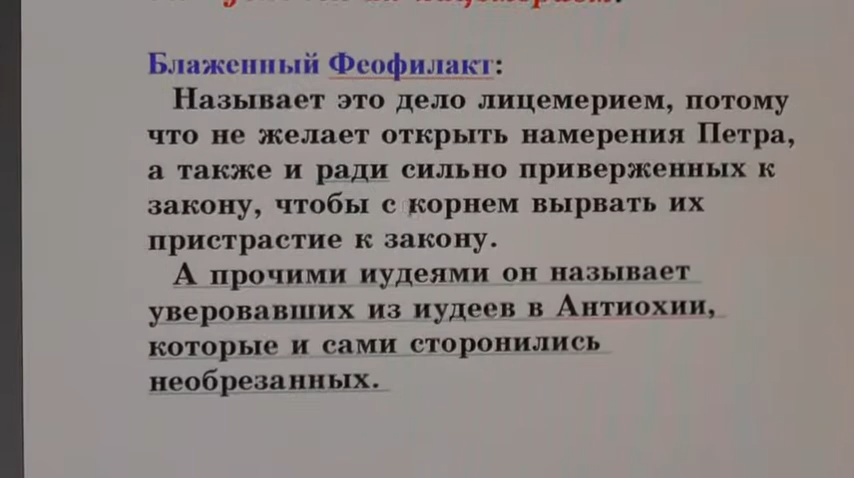 лицемерием.
Блаженный Феофилакт:
Называет это дело лицемерием, потому
что не желает открыть намерения Петра,
а также и ради сильно приверженных к
закону, чтобы с корнем вырвать их
пристрастие к закону.
А прочими иудеями он называет
уверовавших из иудеев в Антиохии,
которые и сами сторонились
необрезанных.